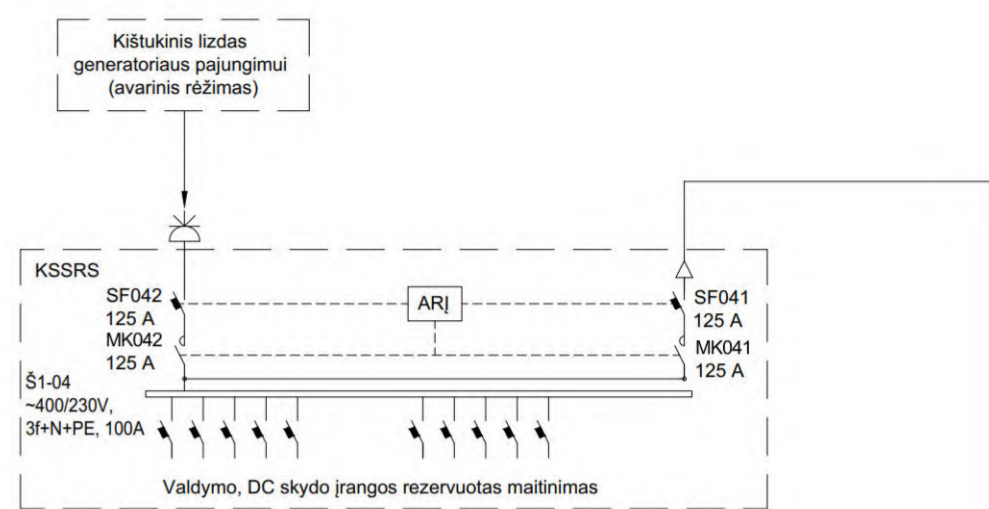 Kištukinis lizdas
generatoriaus pajungimui
(avarinis rėžimas)
KSSRS
SF042
125 A
ARĮ
SF041
125 A
MK042
125 A
MK041
125 A
Š1-04
~400/230V,
3f+N+PE, 100A
Valdymo, DC skydo įrangos rezervuotas maitinimas